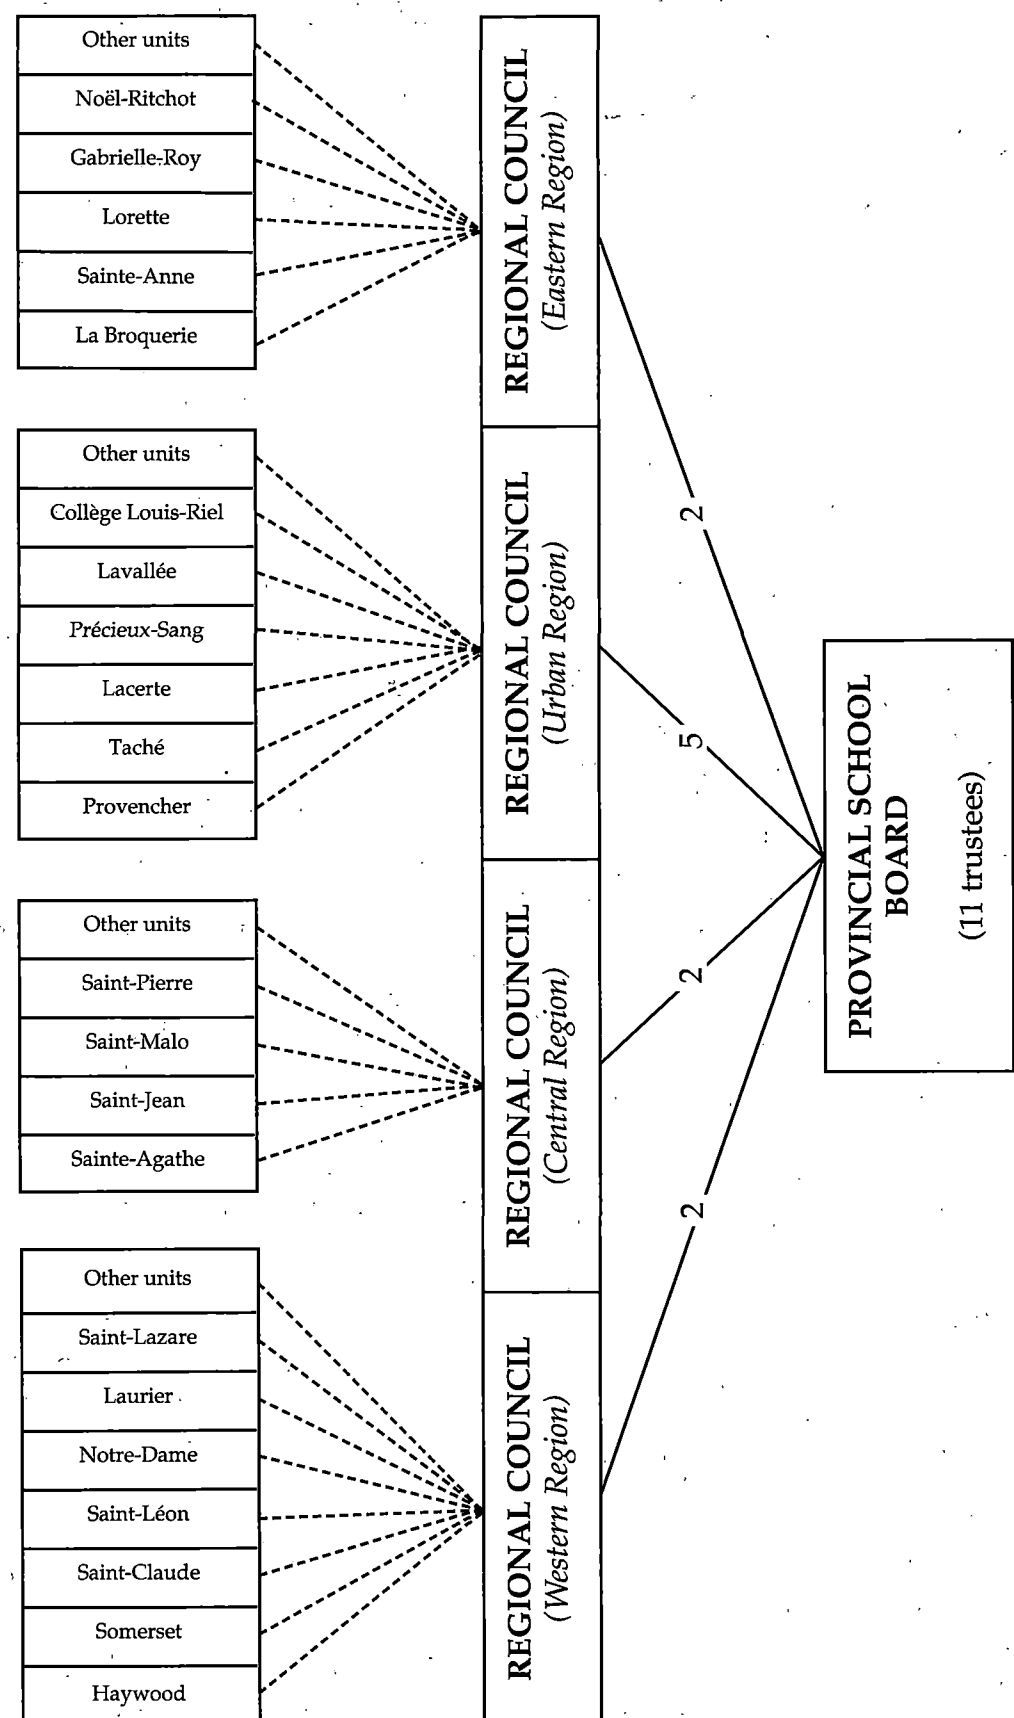 Other units
Noël-Ritchot
Gabrielle-Roy
Lorette
Sainte-Anne
La Broquerie
REGIONAL COUNCIL
(Eastern Region)
Other units
Collège Louis-Riel
Lavallée
Précieux-Sang
Lacerte
Taché
Provencher
REGIONAL COUNCIL
(Urban Region)
Other units
Saint-Pierre
Saint-Malo
Saint-Jean
Sainte-Agathe
REGIONAL COUNCIL
(Central Region)
Other units
Saint-Lazare
Laurier
Notre-Dame
Saint-Léon
Saint-Claude
Somerset
Haywood
REGIONAL COUNCIL
(Western Region)
2
5
2
2
PROVINCIAL SCHOOL
BOARD
(11 trustees)